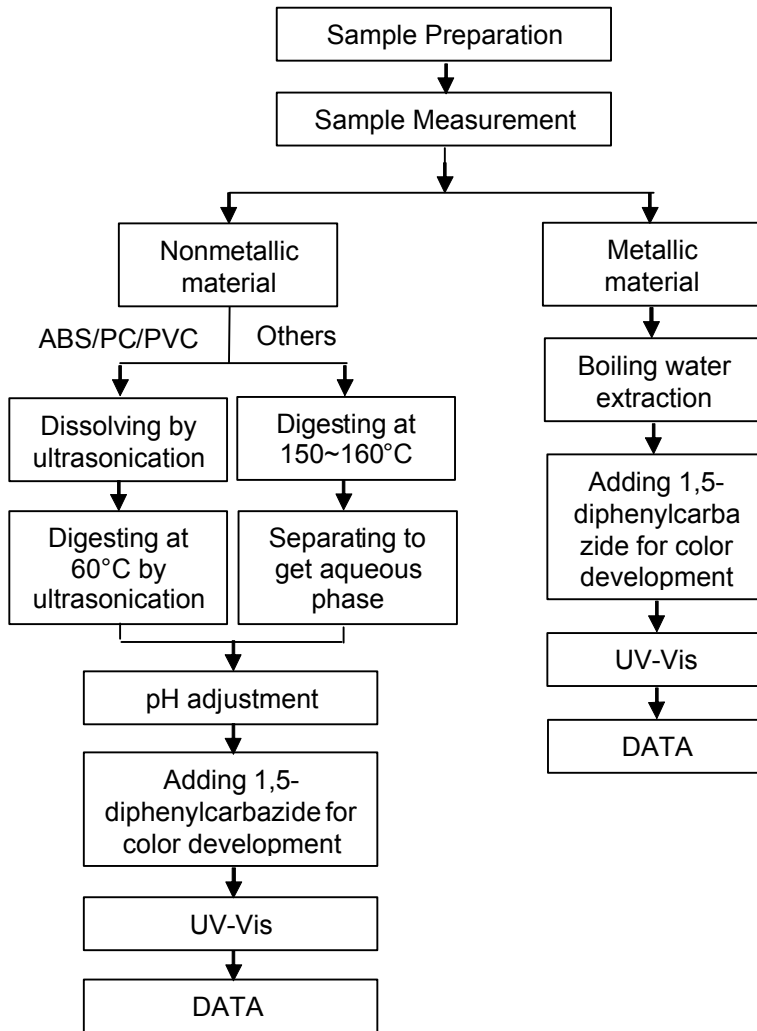 Sample Preparation
Sample Measurement
Nonmetallic
material
Metallic
material
ABS/PC/PVC
Others
Boiling water
extraction
Dissolving by
ultrasonication
Digesting at
150~160°C
Adding 1,5-
diphenylcarba
zide for color
development
Digesting at
60°C by
ultrasonication
Separating to
get aqueous
phase
UV-Vis
pH adjustment
DATA
Adding 1,5-
diphenylcarbazide for
color development
UV-Vis
DATA